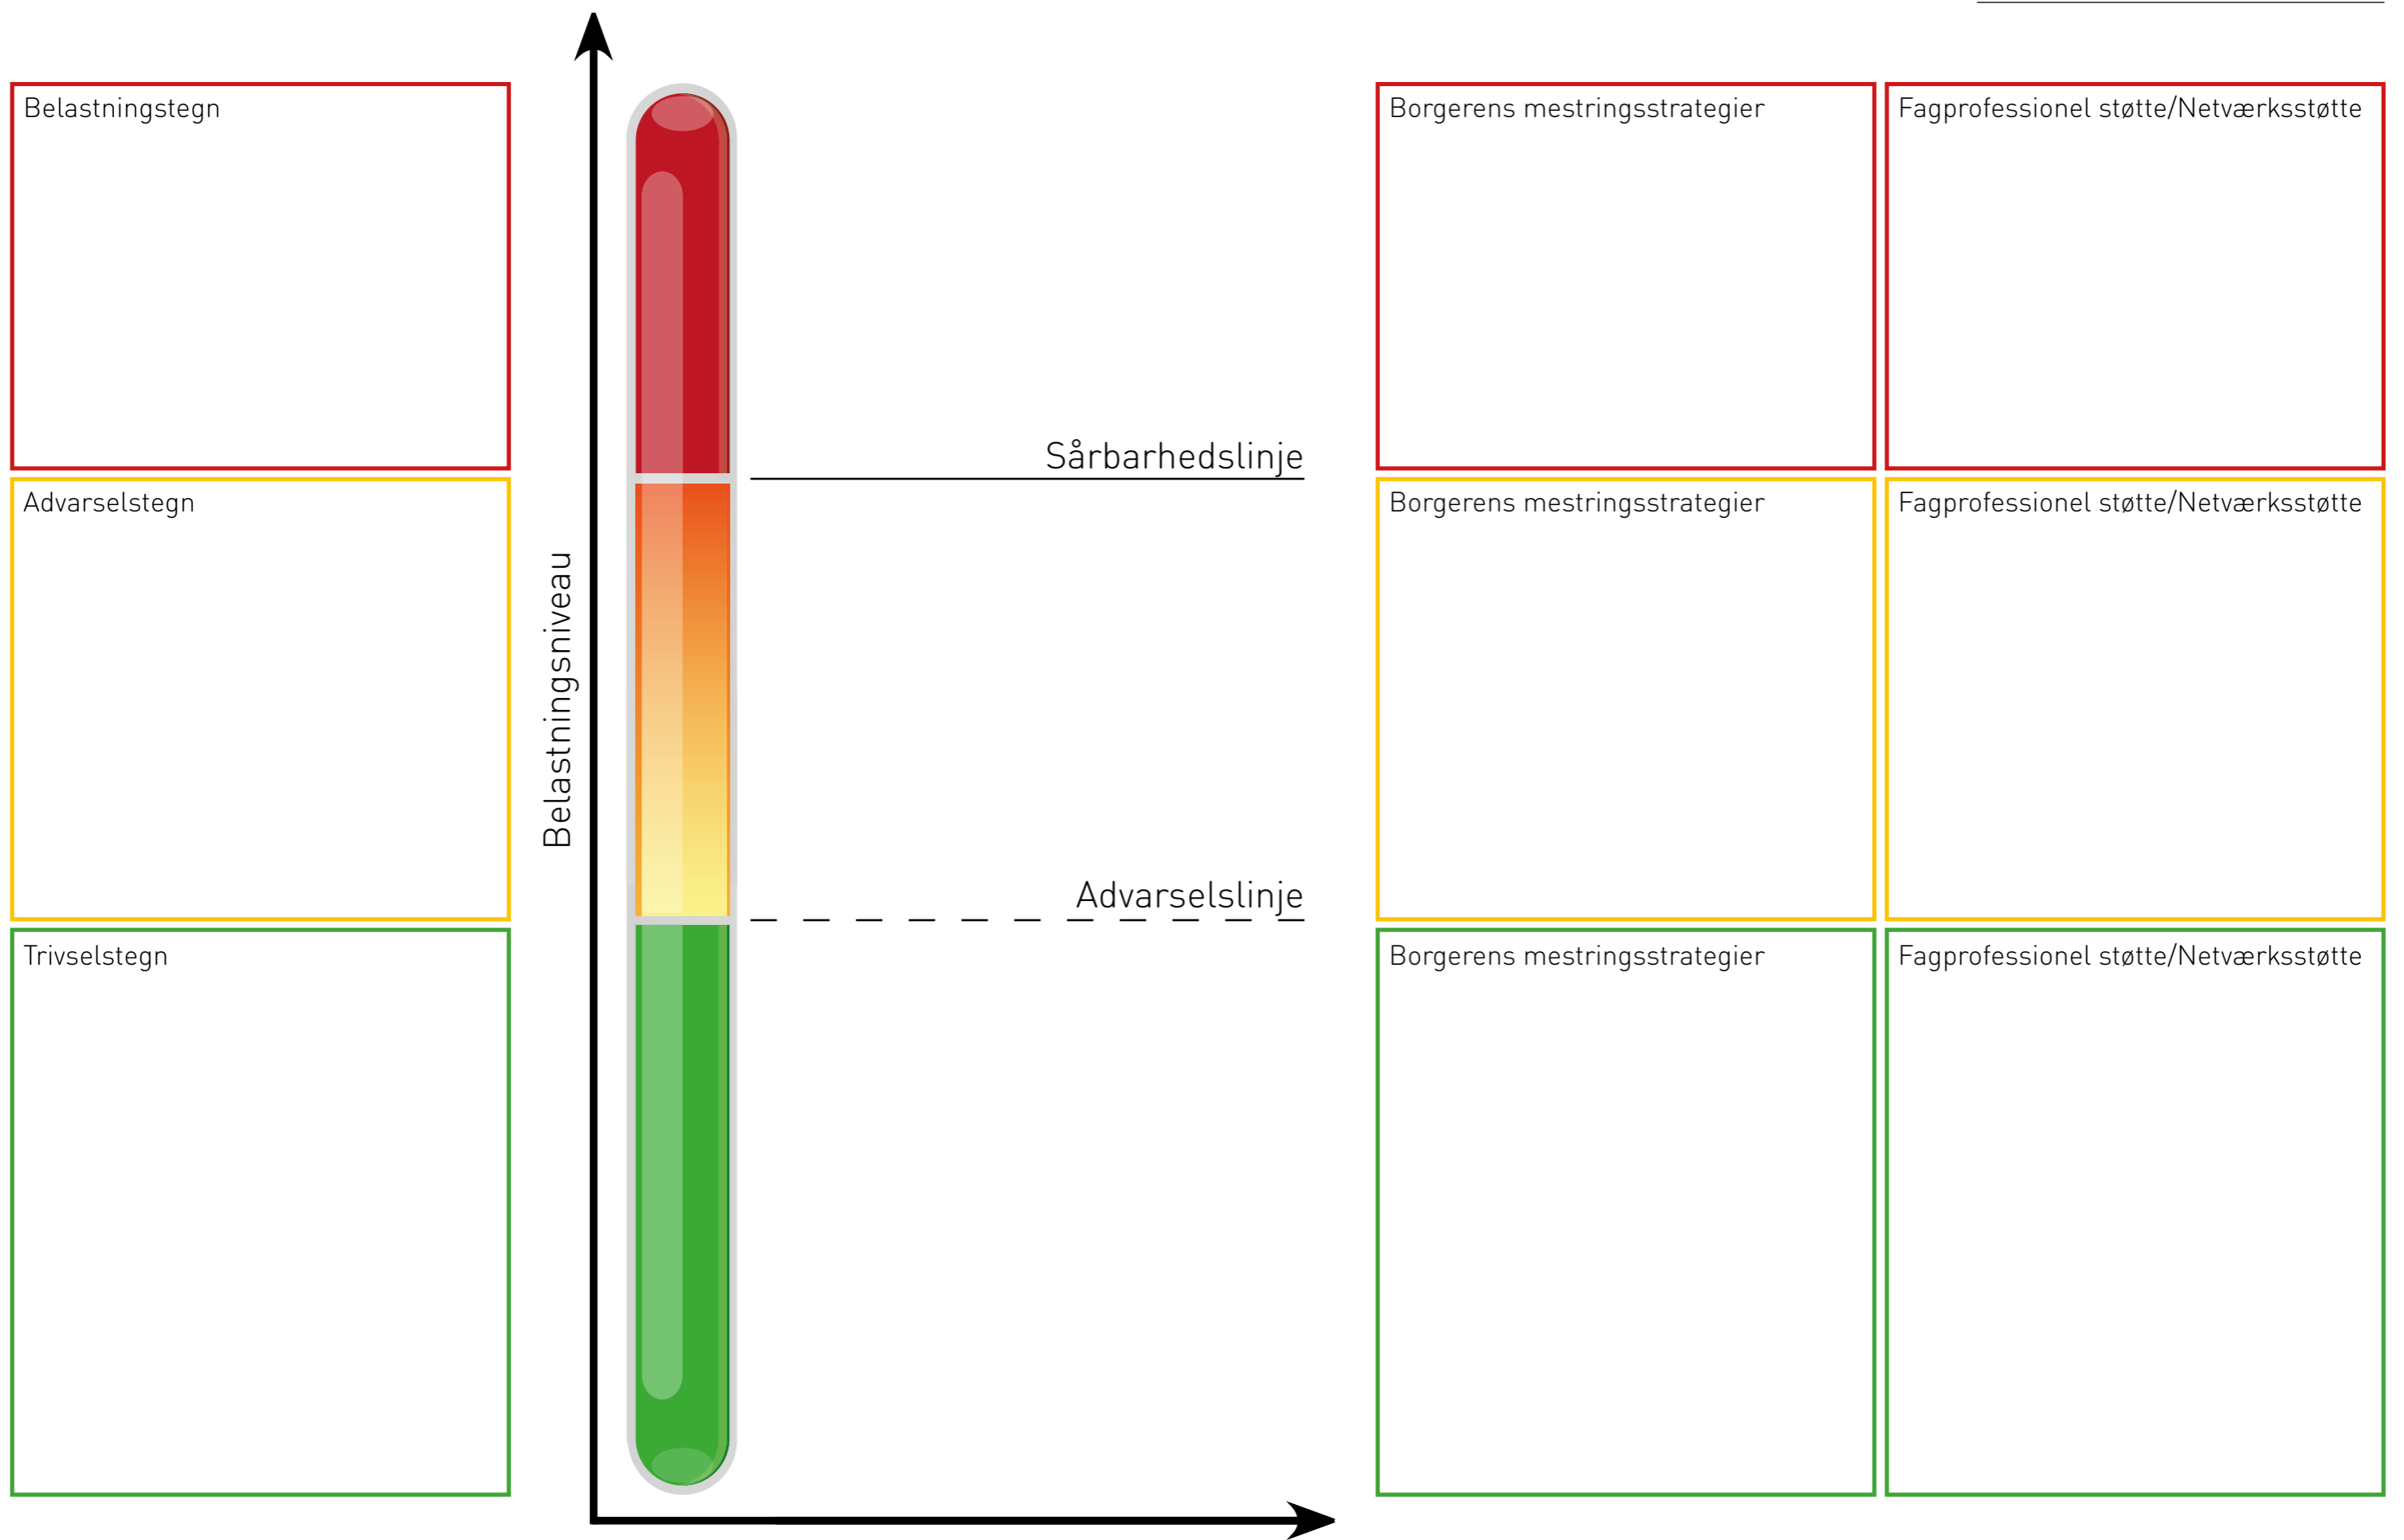 Belastningstegn
Borgerens mestringsstrategier
Fagprofessionel støtte/Netværksstøtte
Sårbarhedslinje
Advarselstegn
Borgerens mestringsstrategier
Fagprofessionel støtte/Netværksstøtte
Belastningsniveau
Advarselslinje
Trivselstegn
Borgerens mestringsstrategier
Fagprofessionel støtte/Netværksstøtte